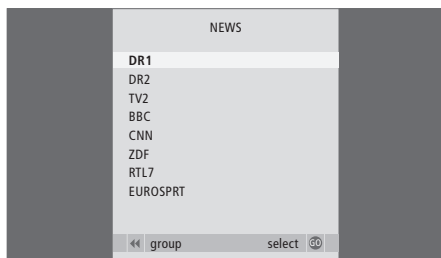 NEWS
DR1
DR2
TV2
BBC
CNN
ZDF
RTL7
EUROSPRT
group select GO